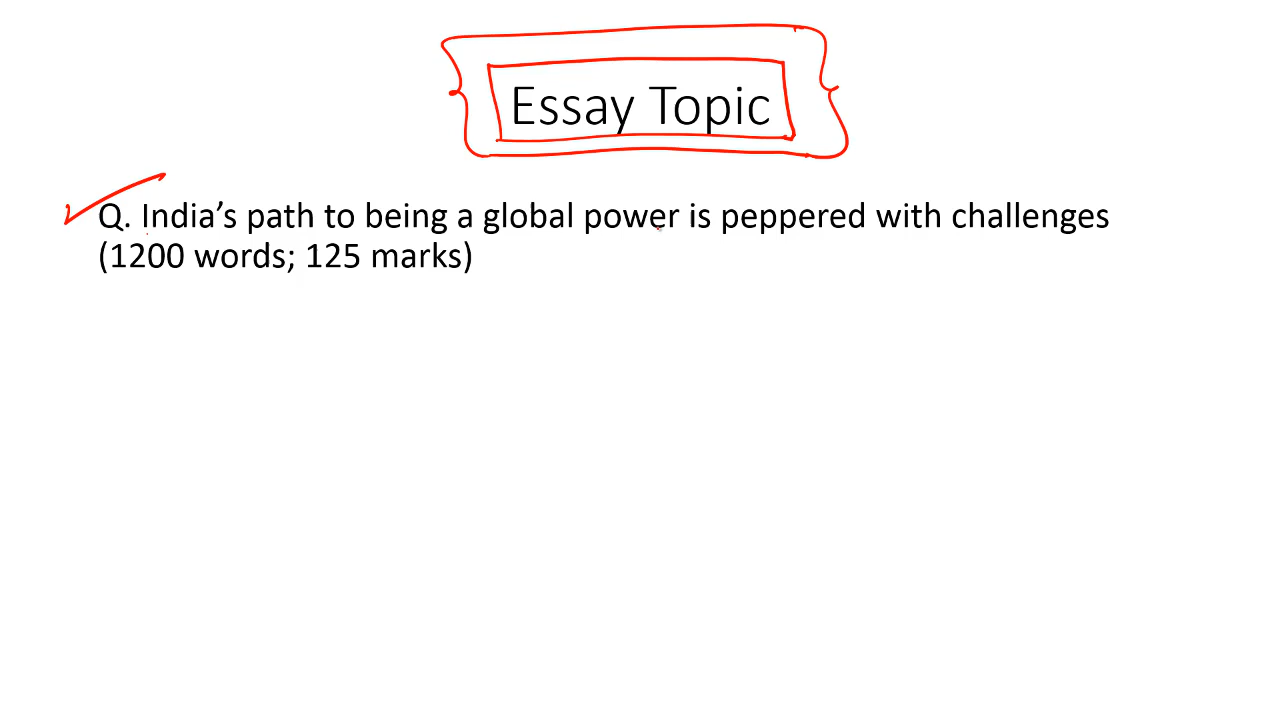 Essay Topic
Q. India’s path to being a global power is peppered with challenges
(1200 words; 125 marks)